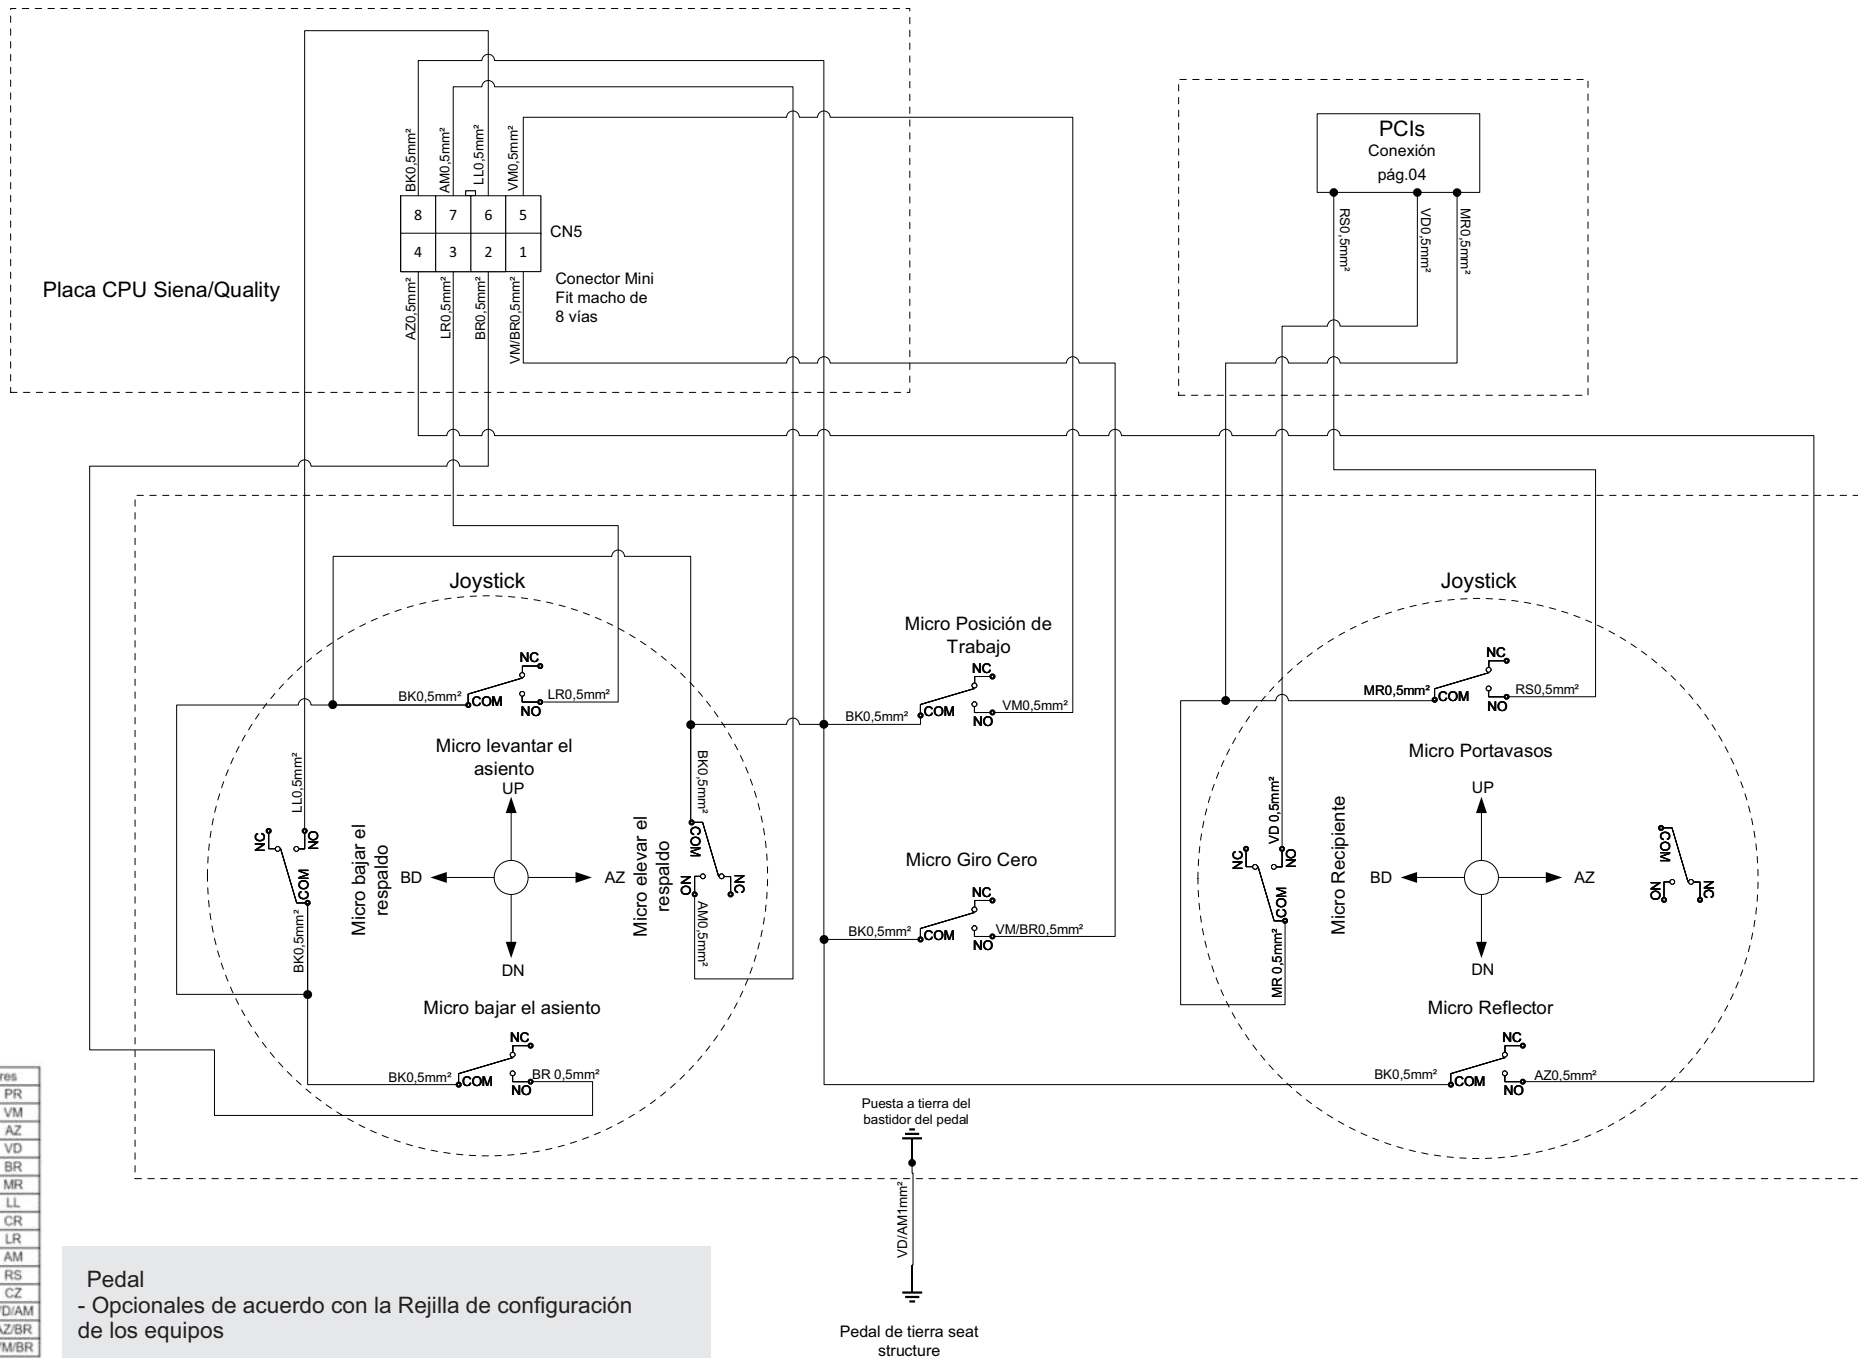 Placa CPU Siena/Quality
BK0,5mm²
AM0,5mm²
LL0,5mm²
VM0,5mm²
8
7
6
5
4
3
2
1
CN5
Conector Mini
Fit macho de
8 vías
AZ0,5mm²
LR0,5mm²
BR0,5mm²
VM/BR0,5mm²
PCIs
Conexión
pág.04
RS0,5mm²
VD0,5mm²
MR0,5mm²
Joystick
BK0,5mm²
COM
NC
NO
LR0,5mm²
Micro levantar el
asiento
UP
BD
AZ
DN
LL0,5mm²
NC
NO
COM
BK0,5mm²
Micro bajar el
respaldo
Micro elevar el
respaldo
BK0,5mm²
COM
NO
NC
AM0,5mm²
Micro bajar el asiento
BK0,5mm²
COM
NC
NO
BR 0,5mm²
Micro Posición de
Trabajo
BK0,5mm²
COM
NC
NO
VM0,5mm²
Micro Giro Cero
BK0,5mm²
COM
NC
NO
VM/BR0,5mm²
Joystick
MR0,5mm²
COM
NC
NO
RS0,5mm²
Micro Portavasos
UP
BD
AZ
DN
VD 0,5mm²
NC
NO
COM
MR 0,5mm²
Micro Recipiente
COM
NO
NC
Micro Reflector
BK0,5mm²
COM
NC
NO
AZ0,5mm²
Puesta a tierra del
bastidor del pedal
VD/AM1mm²
Pedal de tierra seat
structure
res
PR
VM
AZ
VD
BR
MR
LL
CR
LR
AM
RS
CZ
D/AM
AZ/BR
M/BR
Pedal
- Opcionales de acuerdo con la Rejilla de configuración
de los equipos